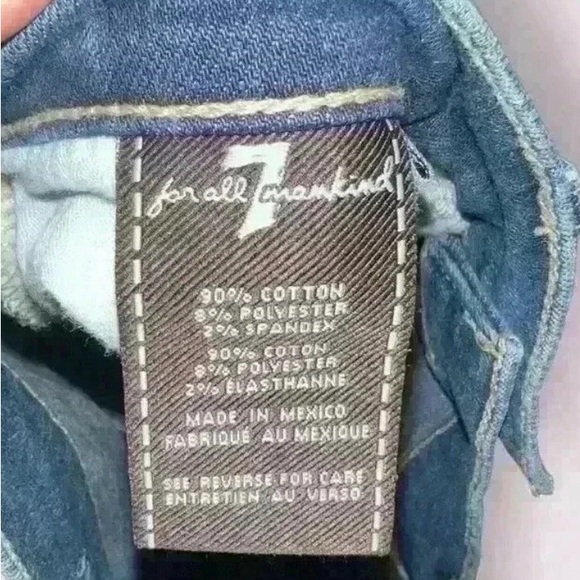 7
for all mankind
90% COTTON
8% POLYESTER
2% SPANDEX
90% COTON
8% POLYESTER
2% ÉLASTHANNE
MADE IN MEXICO
FABRIQUÉ AU MEXIQUE
SEE REVERSE FOR CARE
ENTRETIEN AU VERSO